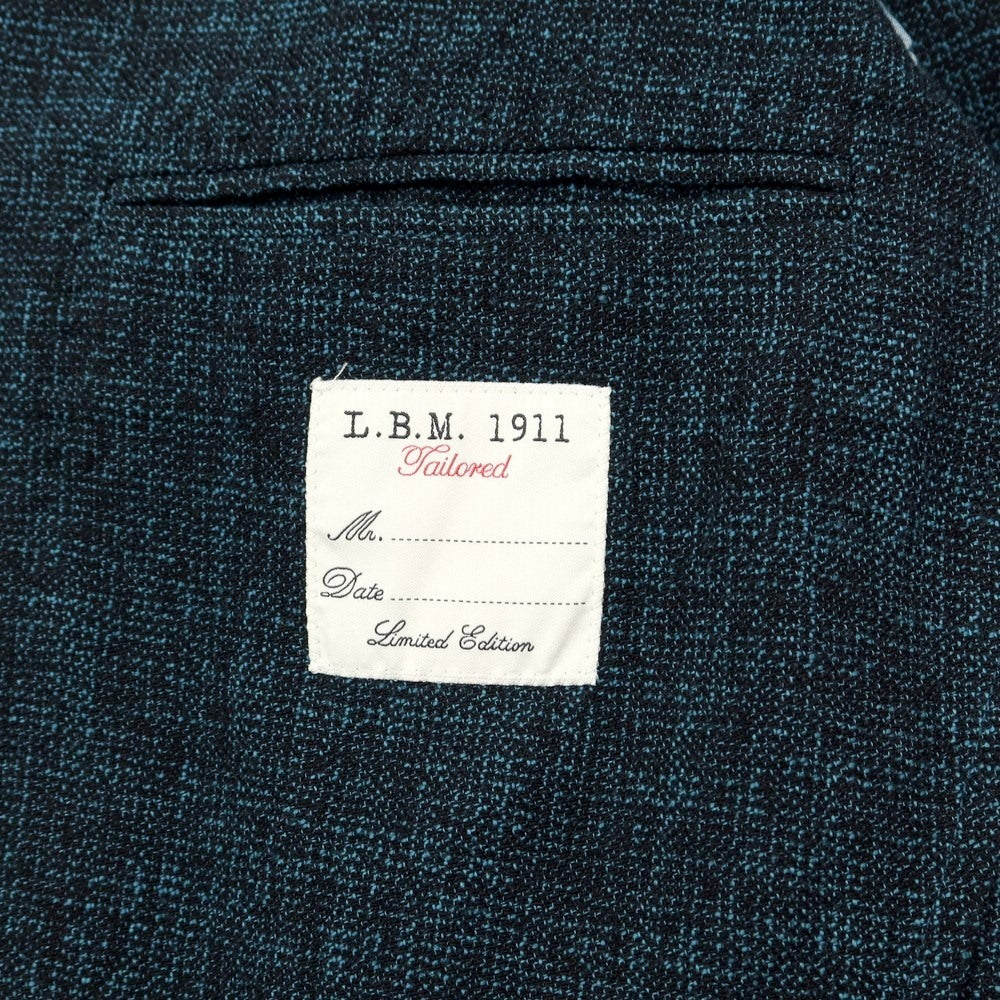 L.B.M. 1911
Tailored
Mr.
Date
Limited Edition